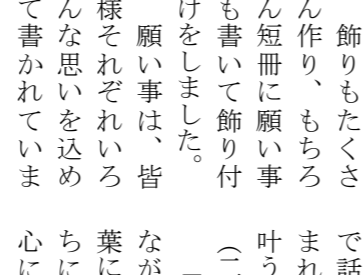 飾りもたくさ
ん作り、もちろ
ん短冊に願い事
も書いて飾り付
けをしました。
願い事は、皆
様それぞれいろ
んな思いを込め
て書かれていま
で話
まれ
叶う
（二
なが
葉に
ちに
心に